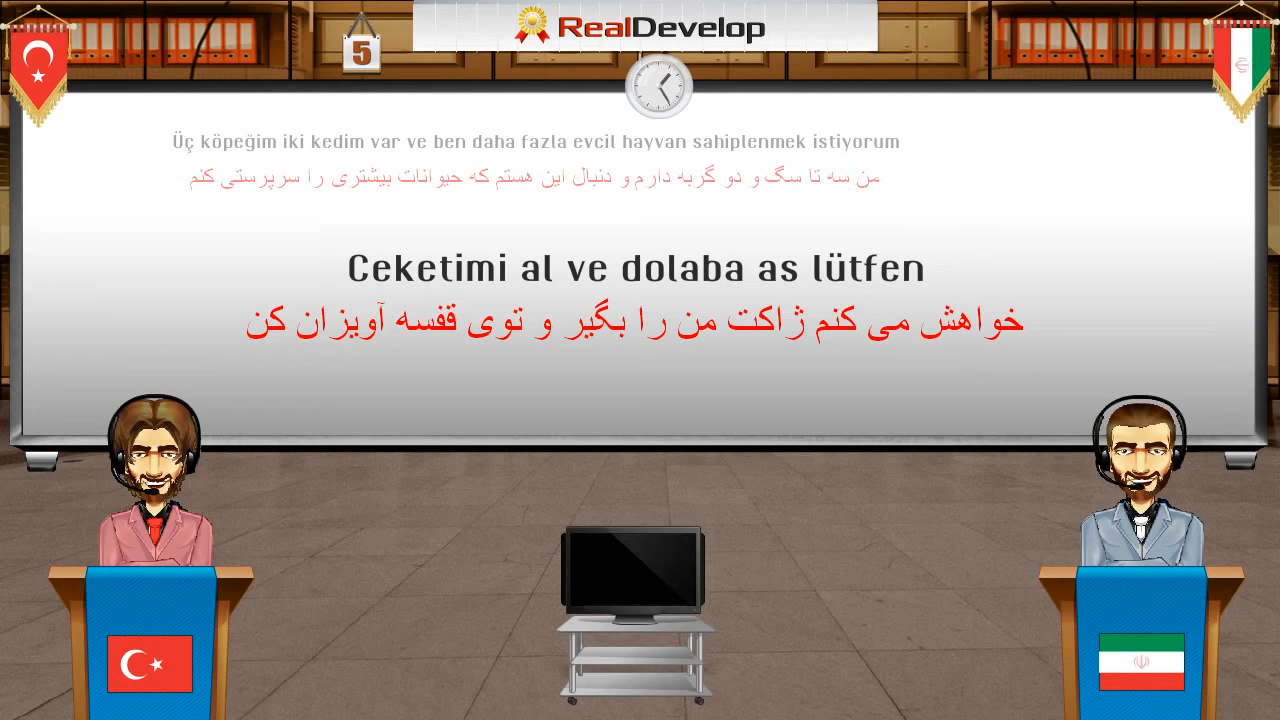 5
RealDevelop
Üç köpeğim iki kedim var ve ben daha fazla evcil hayvan sahiplenmek istiyorum
من سه تا سگ و دو گربه دارم و دنبال این هستم که حیوانات بیشتری را سرپرستی کنم
Ceketimi al ve dolaba as lütfen
خواهش می کنم ژاکت من را بگیر و توی قفسه آویزان کن